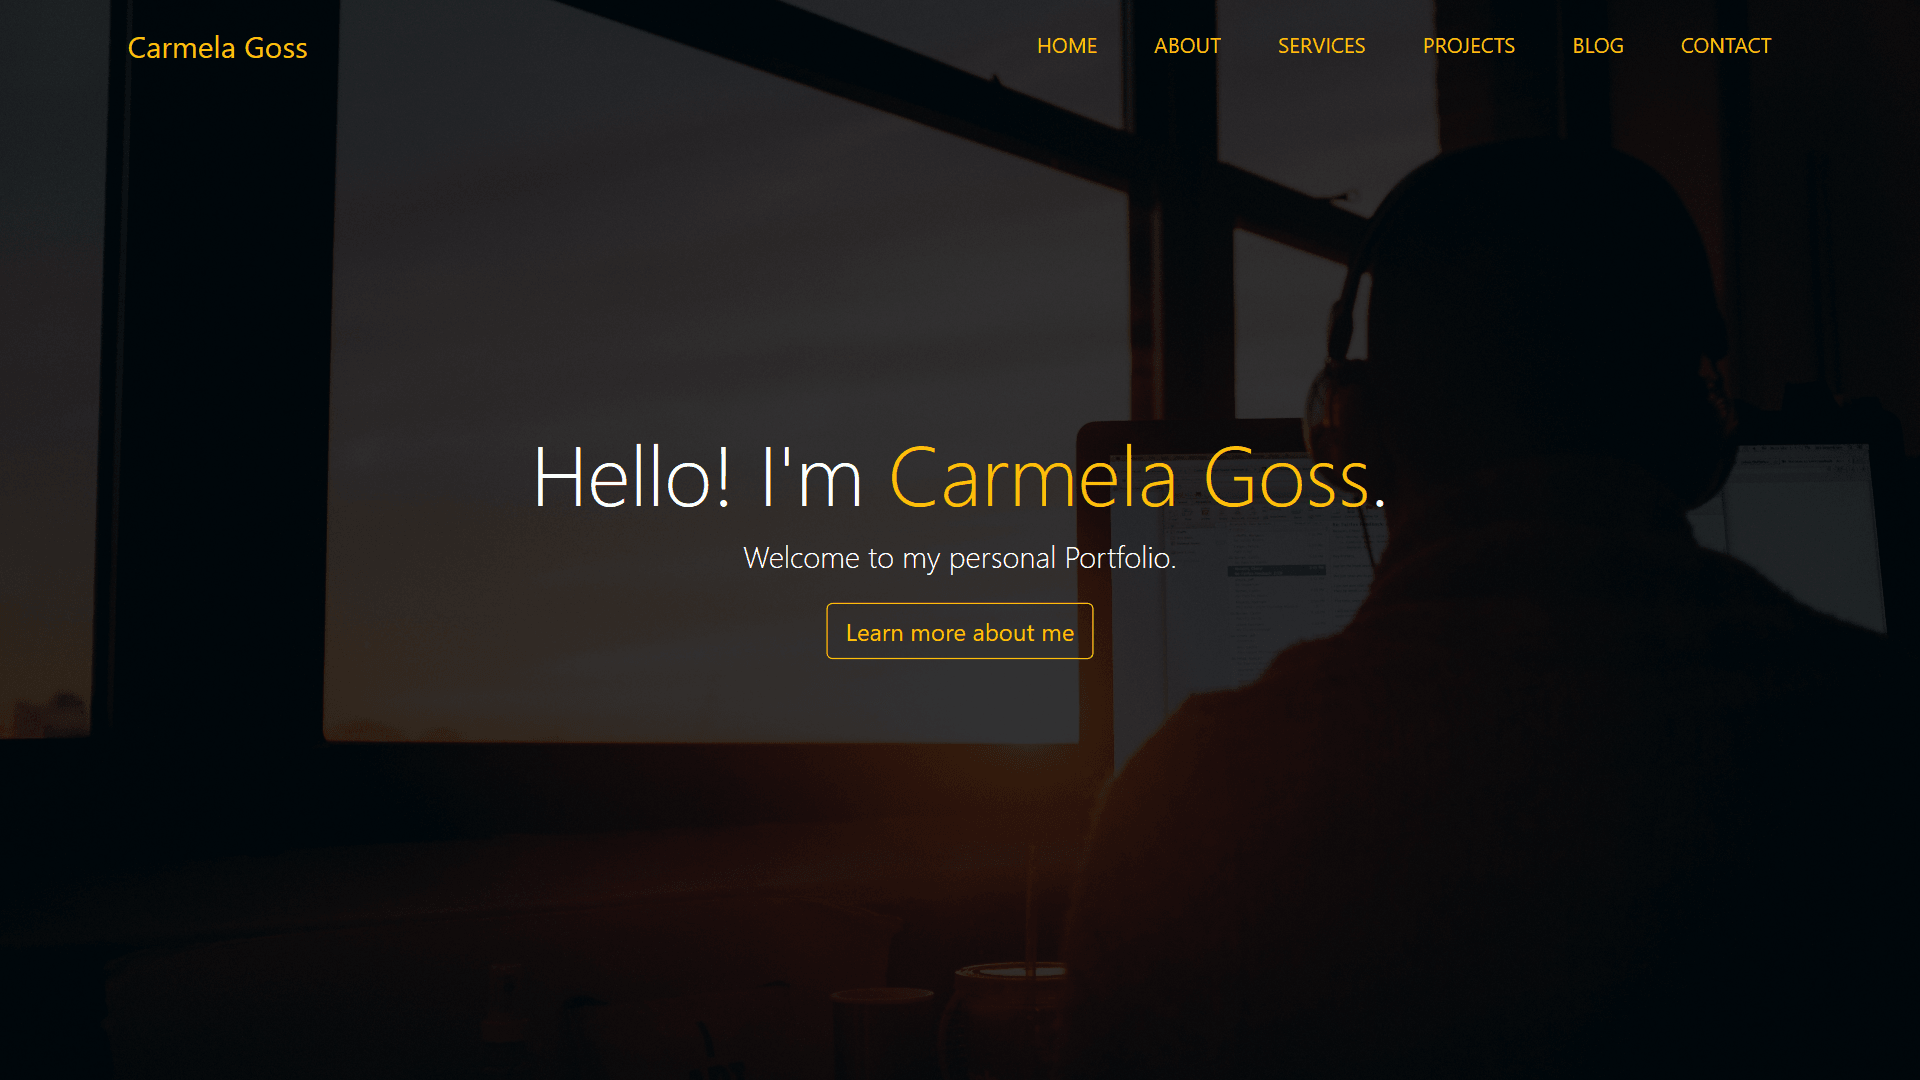 Carmela Goss
HOME ABOUT SERVICES PROJECTS BLOG CONTACT
Hello! I'm Carmela Goss.
Welcome to my personal Portfolio.
Learn more about me